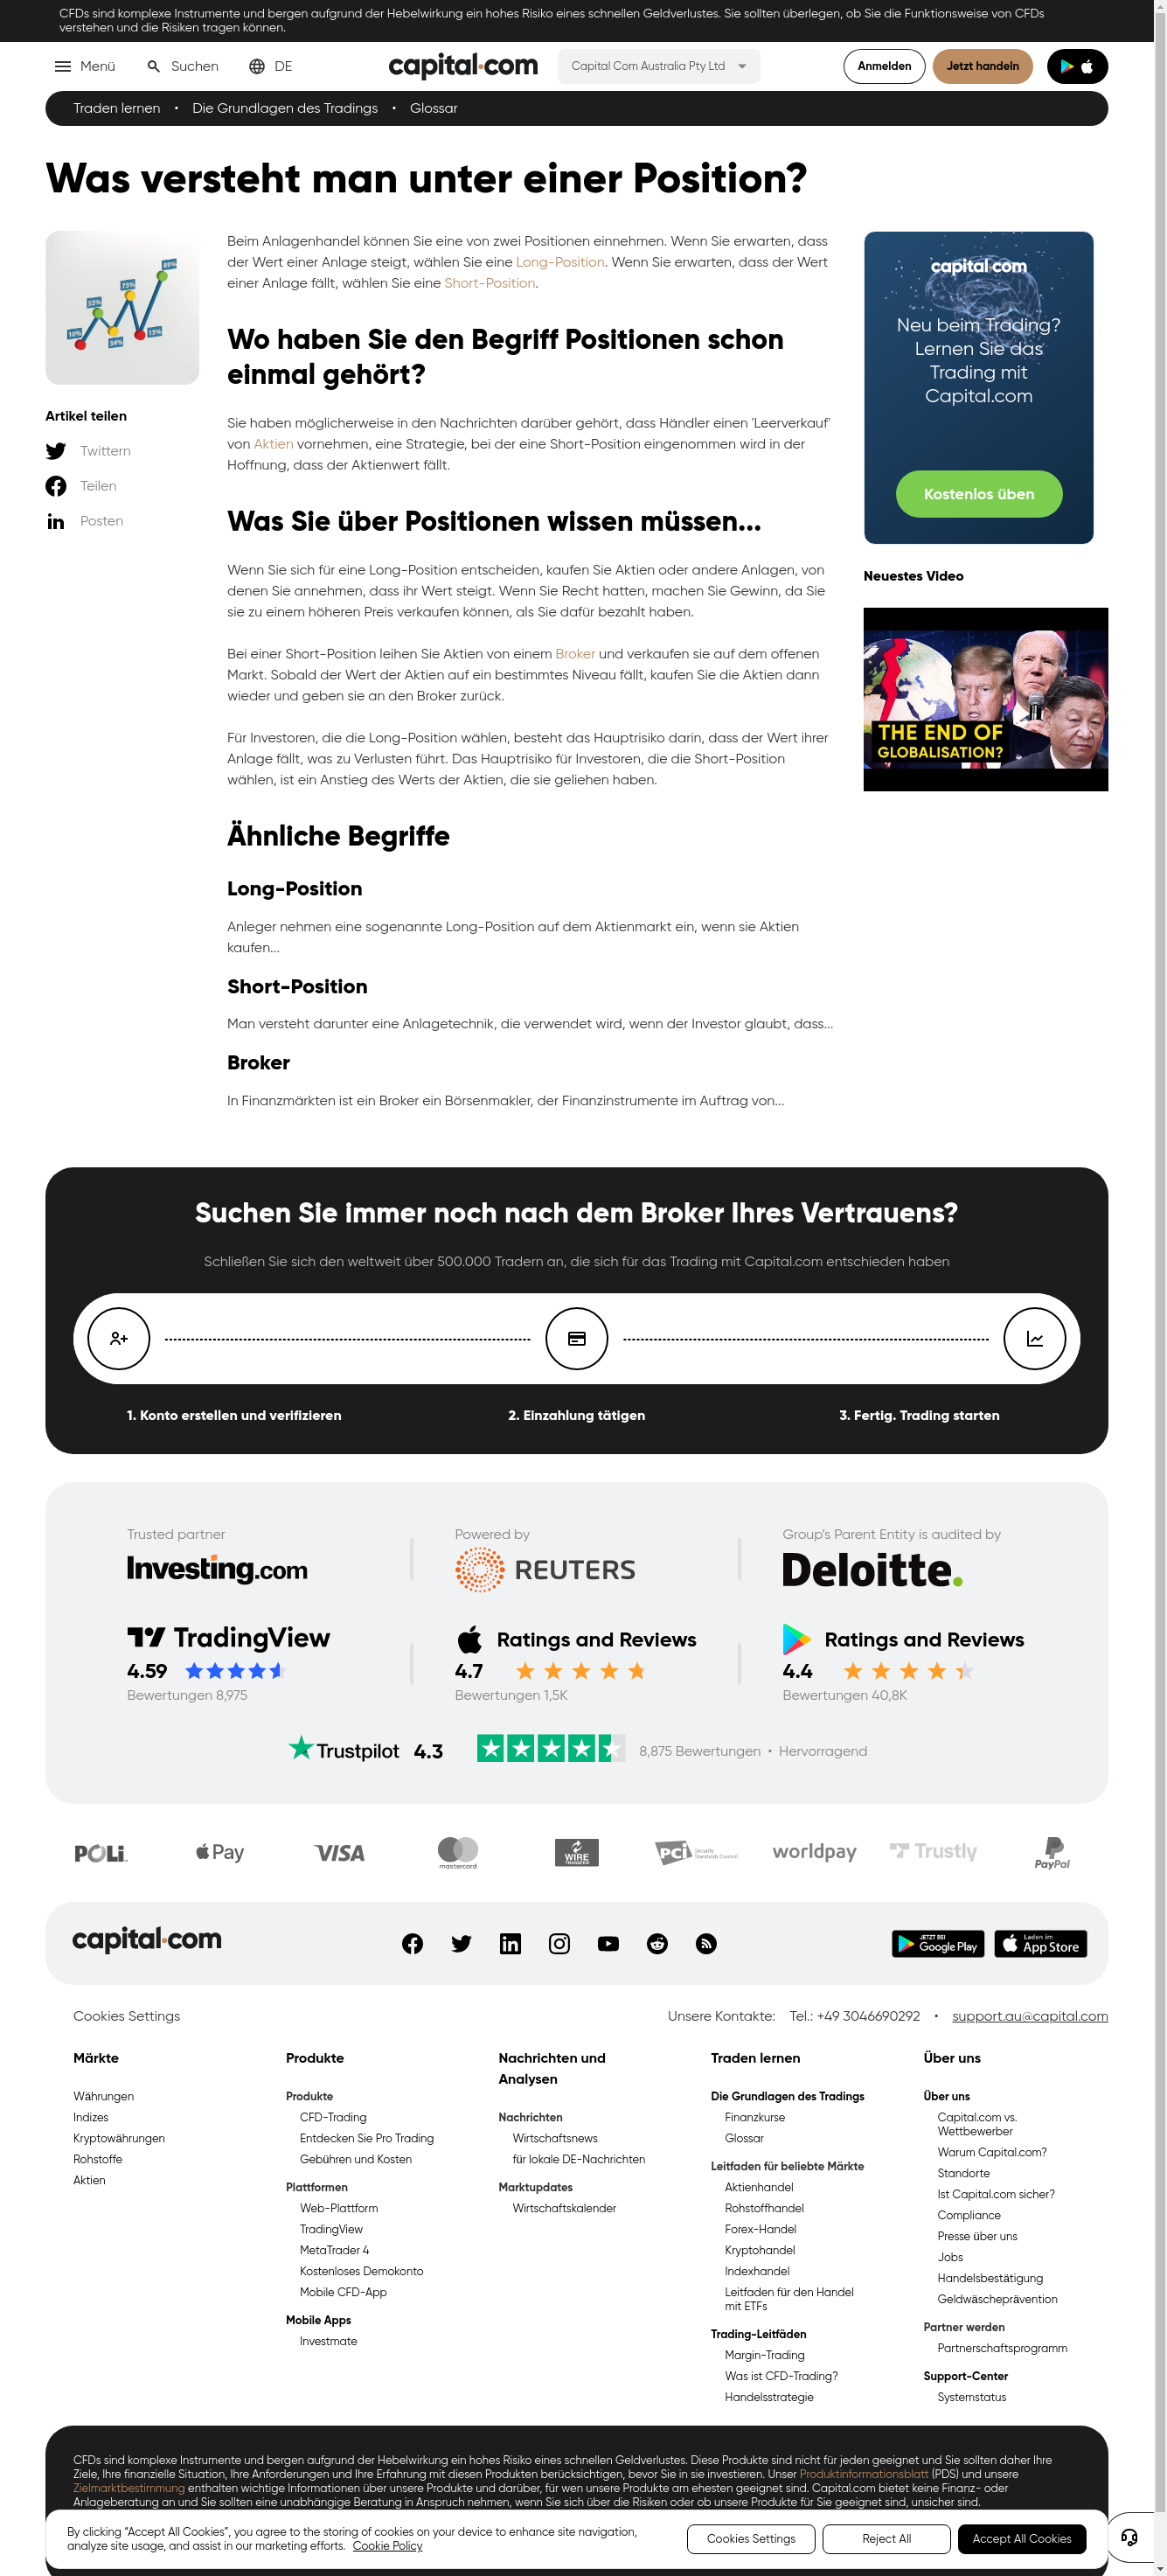 CFDs sind komplexe Instrumente und bergen aufgrund der Hebelwirkung ein hohes Risiko eines schnellen Geldverlustes. Sie sollten überlegen, ob Sie die Funktionsweise von CFDs
verstehen und die Risiken tragen können.
Menü Suchen DE capital.com Capital Com Australia Pty Ltd Anmelden Jetzt handeln
Traden lernen • Die Grundlagen des Tradings • Glossar
Was versteht man unter einer Position?
10% 53% 34% 75% 15% 89%
Artikel teilen
Twittern
Teilen
Posten
Beim Anlagenhandel können Sie eine von zwei Positionen einnehmen. Wenn Sie erwarten, dass
der Wert einer Anlage steigt, wählen Sie eine Long-Position. Wenn Sie erwarten, dass der Wert
einer Anlage fällt, wählen Sie eine Short-Position.
Wo haben Sie den Begriff Positionen schon
einmal gehört?
Sie haben möglicherweise in den Nachrichten darüber gehört, dass Händler einen 'Leerverkauf'
von Aktien vornehmen, eine Strategie, bei der eine Short-Position eingenommen wird in der
Hoffnung, dass der Aktienwert fällt.
Was Sie über Positionen wissen müssen...
Wenn Sie sich für eine Long-Position entscheiden, kaufen Sie Aktien oder andere Anlagen, von
denen Sie annehmen, dass ihr Wert steigt. Wenn Sie Recht hatten, machen Sie Gewinn, da Sie
sie zu einem höheren Preis verkaufen können, als Sie dafür bezahlt haben.
Bei einer Short-Position leihen Sie Aktien von einem Broker und verkaufen sie auf dem offenen
Markt. Sobald der Wert der Aktien auf ein bestimmtes Niveau fällt, kaufen Sie die Aktien dann
wieder und geben sie an den Broker zurück.
Für Investoren, die die Long-Position wählen, besteht das Hauptrisiko darin, dass der Wert ihrer
Anlage fällt, was zu Verlusten führt. Das Hauptrisiko für Investoren, die die Short-Position
wählen, ist ein Anstieg des Werts der Aktien, die sie geliehen haben.
Ähnliche Begriffe
Long-Position
Anleger nehmen eine sogenannte Long-Position auf dem Aktienmarkt ein, wenn sie Aktien
kaufen...
Short-Position
Man versteht darunter eine Anlagetechnik, die verwendet wird, wenn der Investor glaubt, dass...
Broker
In Finanzmärkten ist ein Broker ein Börsenmakler, der Finanzinstrumente im Auftrag von...
capital.com
Neu beim Trading?
Lernen Sie das
Trading mit
Capital.com
Kostenlos üben
Neuestes Video
THE END OF
GLOBALISATION?
Suchen Sie immer noch nach dem Broker Ihres Vertrauens?
Schließen Sie sich den weltweit über 500.000 Tradern an, die sich für das Trading mit Capital.com entschieden haben
1. Konto erstellen und verifizieren 2. Einzahlung tätigen 3. Fertig. Trading starten
Trusted partner Powered by Group's Parent Entity is audited by
Investing.com REUTERS Deloitte.
TradingView Ratings and Reviews Ratings and Reviews
4.59 4.7 4.4
Bewertungen 8,975 Bewertungen 1,5K Bewertungen 40,8K
Trustpilot 4.3 8,875 Bewertungen • Hervorragend
POLi Pay VISA mastercard WIRE TRANSFER PCI Security Standards Council worldpay Trustly PayPal
capital.com JETZT BEI Google Play Laden im App Store
Cookies Settings Unsere Kontakte: Tel.: +49 3046690292 • support.au@capital.com
Märkte
Währungen
Indizes
Kryptowährungen
Rohstoffe
Aktien
Produkte
Produkte
CFD-Trading
Entdecken Sie Pro Trading
Gebühren und Kosten
Plattformen
Web-Plattform
TradingView
MetaTrader 4
Kostenloses Demokonto
Mobile CFD-App
Mobile Apps
Investmate
Nachrichten und
Analysen
Nachrichten
Wirtschaftsnews
für lokale DE-Nachrichten
Marktupdates
Wirtschaftskalender
Traden lernen
Die Grundlagen des Tradings
Finanzkurse
Glossar
Leitfaden für beliebte Märkte
Aktienhandel
Rohstoffhandel
Forex-Handel
Kryptohandel
Indexhandel
Leitfaden für den Handel
mit ETFs
Trading-Leitfäden
Margin-Trading
Was ist CFD-Trading?
Handelsstrategie
Über uns
Über uns
Capital.com vs.
Wettbewerber
Warum Capital.com?
Standorte
Ist Capital.com sicher?
Compliance
Presse über uns
Jobs
Handelsbestätigung
Geldwäscheprävention
Partner werden
Partnerschaftsprogramm
Support-Center
Systemstatus
CFDs sind komplexe Instrumente und bergen aufgrund der Hebelwirkung ein hohes Risiko eines schnellen Geldverlustes. Diese Produkte sind nicht für jeden geeignet und Sie sollten daher Ihre
Ziele, Ihre finanzielle Situation, Ihre Anforderungen und Ihre Erfahrung mit diesen Produkten berücksichtigen, bevor Sie in sie investieren. Unser Produktinformationsblatt (PDS) und unsere
Zielmarktbestimmung enthalten wichtige Informationen über unsere Produkte und darüber, für wen unsere Produkte am ehesten geeignet sind. Capital.com bietet keine Finanz- oder
Anlageberatung an und Sie sollten eine unabhängige Beratung in Anspruch nehmen, wenn Sie sich über die Risiken oder ob unsere Produkte für Sie geeignet sind, unsicher sind.
By clicking “Accept All Cookies”, you agree to the storing of cookies on your device to enhance site navigation,
analyze site usage, and assist in our marketing efforts. Cookie Policy
Cookies Settings Reject All Accept All Cookies